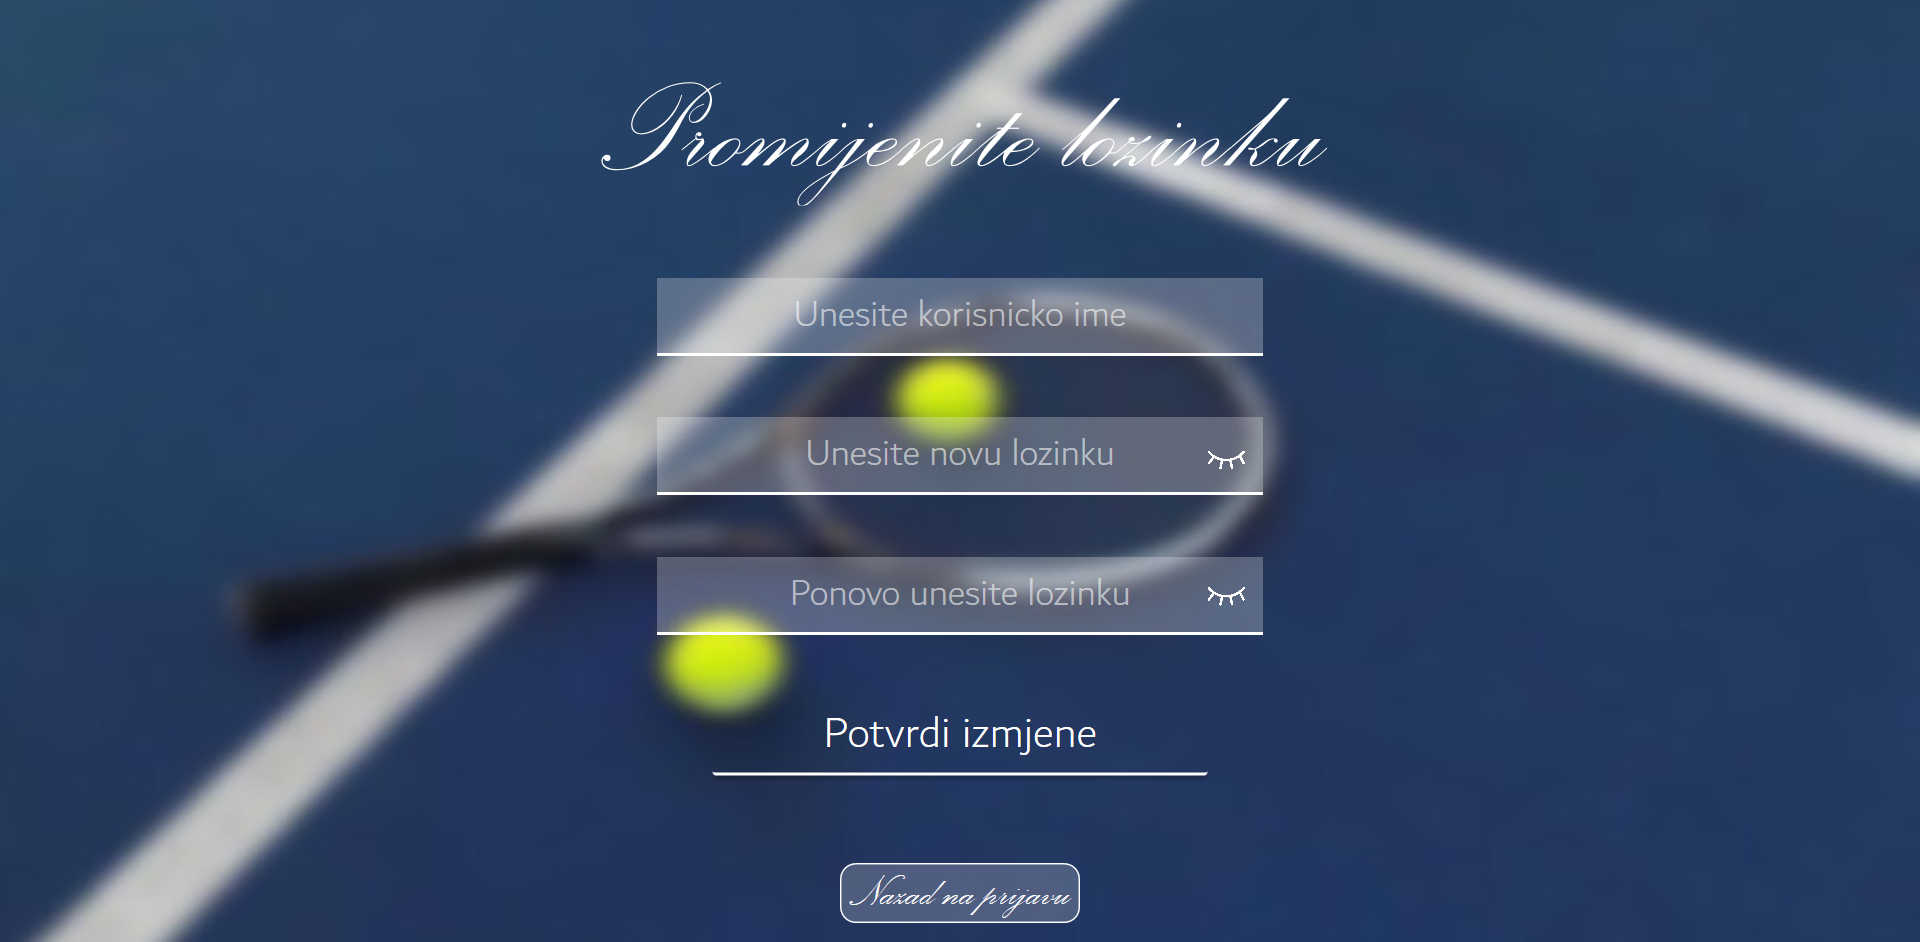 Promijenite lozinku
Unesite korisnicko ime
Unesite novu lozinku
Ponovo unesite lozinku
Potvrdi izmjene
Nazad na prijavu